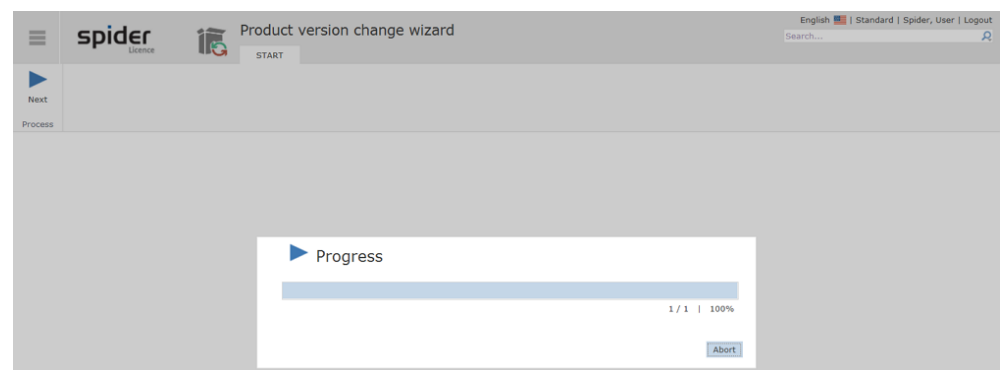 English | Standard | Spider, User | Logout
spider
Licence
Product version change wizard
Search...
START
Next
Process
Progress
1 / 1 | 100%
Abort